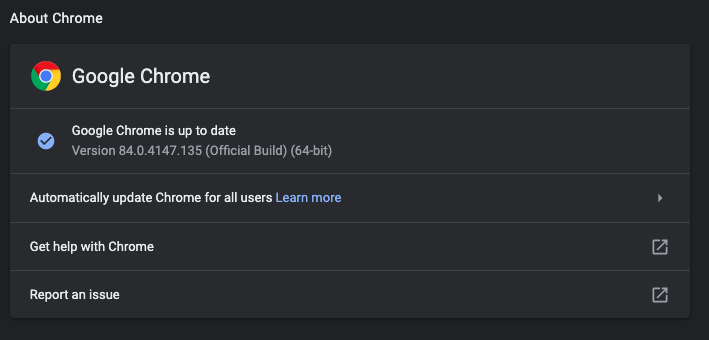 About Chrome
Google Chrome
Google Chrome is up to date
Version 84.0.4147.135 (Official Build) (64-bit)
Automatically update Chrome for all users Learn more
Get help with Chrome
Report an issue